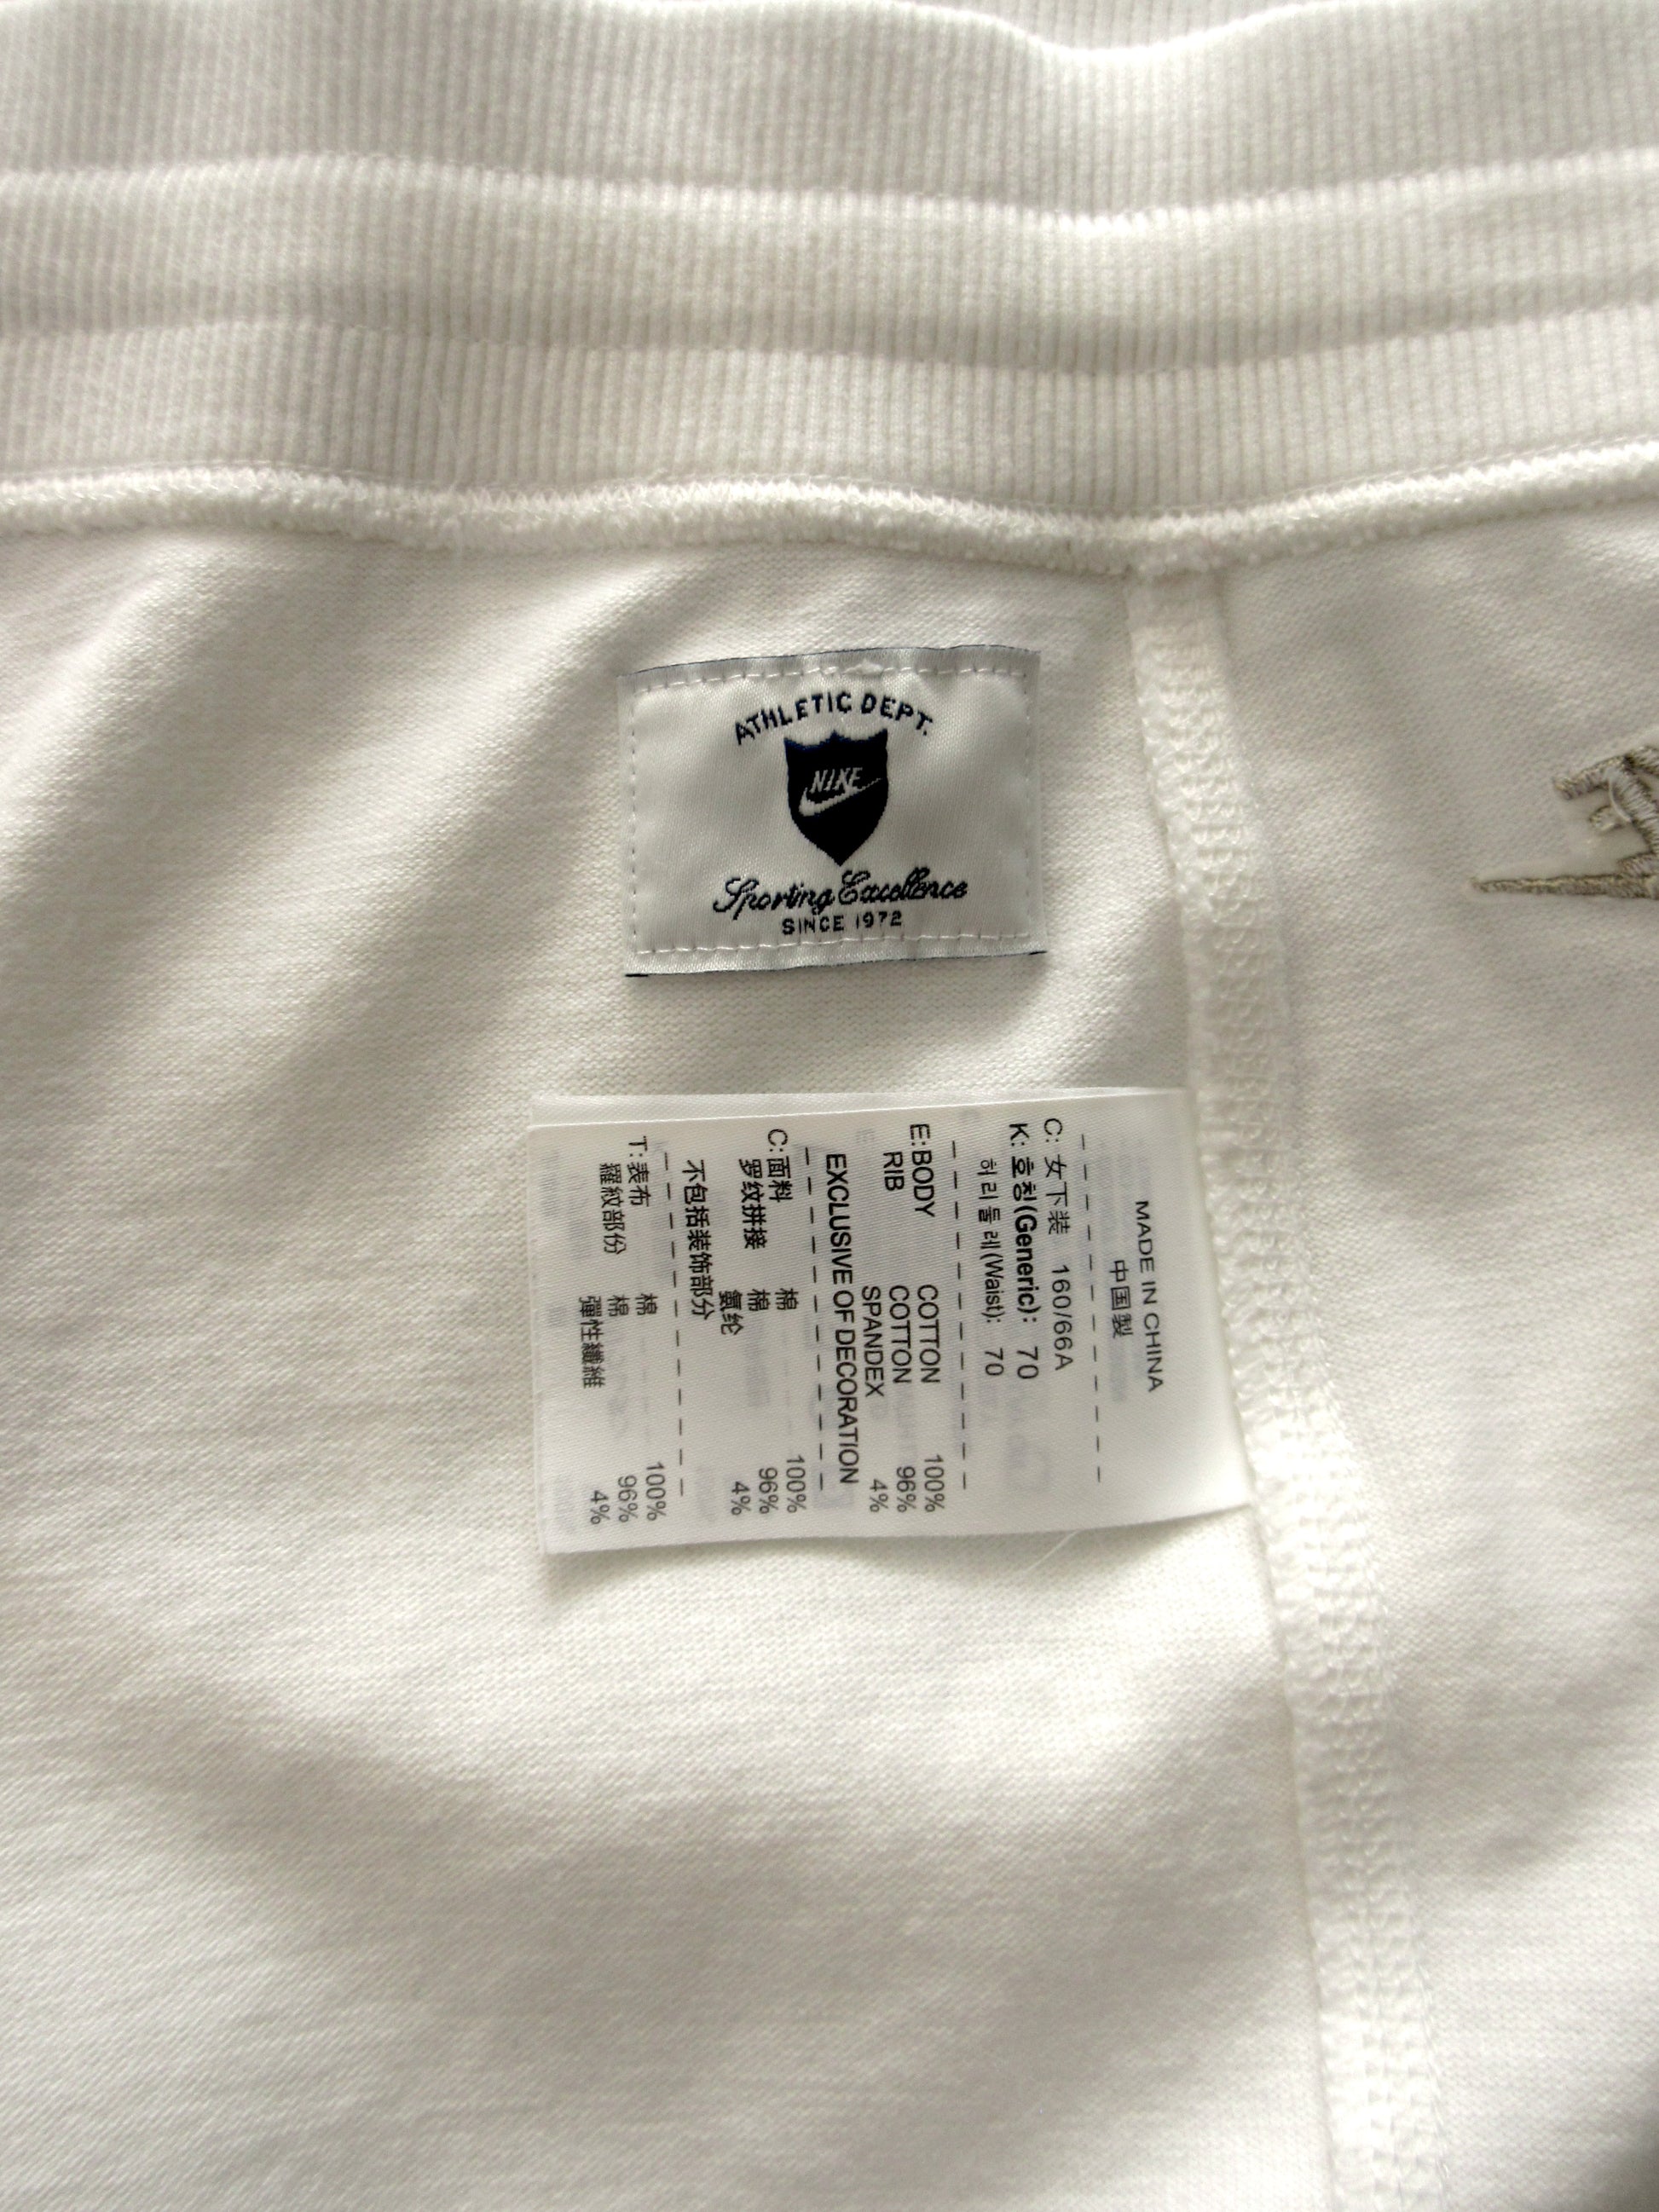 ATHLETIC DEPT.
NIKE
Sporting Excellence
SINCE 1972
MADE IN CHINA
中国製
C: 女下装 160/66A
K: 호칭(Generic): 70
허리둘레(Waist): 70
E:BODY COTTON 100%
RIB COTTON 96%
SPANDEX 4%
EXCLUSIVE OF DECORATION
C:面料 棉 100%
罗纹拼接 棉 96%
氨纶 4%
不包括装饰部分
T:表布 棉 100%
羅紋部份 棉 96%
彈性纖維 4%